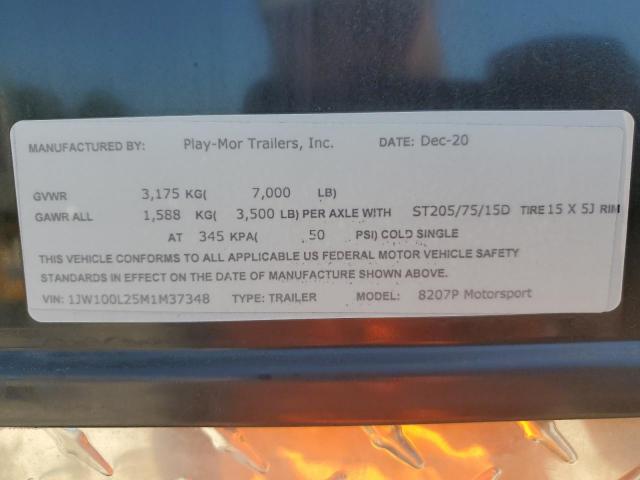 MANUFACTURED BY: Play-Mor Trailers, Inc. DATE: Dec-20
GVWR 3,175 KG( 7,000 LB)
GAWR ALL 1,588 KG( 3,500 LB) PER AXLE WITH ST205/75/15D TIRE 15 X 5J RIM
AT 345 KPA( 50 PSI) COLD SINGLE
THIS VEHICLE CONFORMS TO ALL APPLICABLE US FEDERAL MOTOR VEHICLE SAFETY
STANDARDS IN EFFECT ON THE DATE OF MANUFACTURE SHOWN ABOVE.
VIN: 1JW100L25M1M37348 TYPE: TRAILER MODEL: 8207P Motorsport